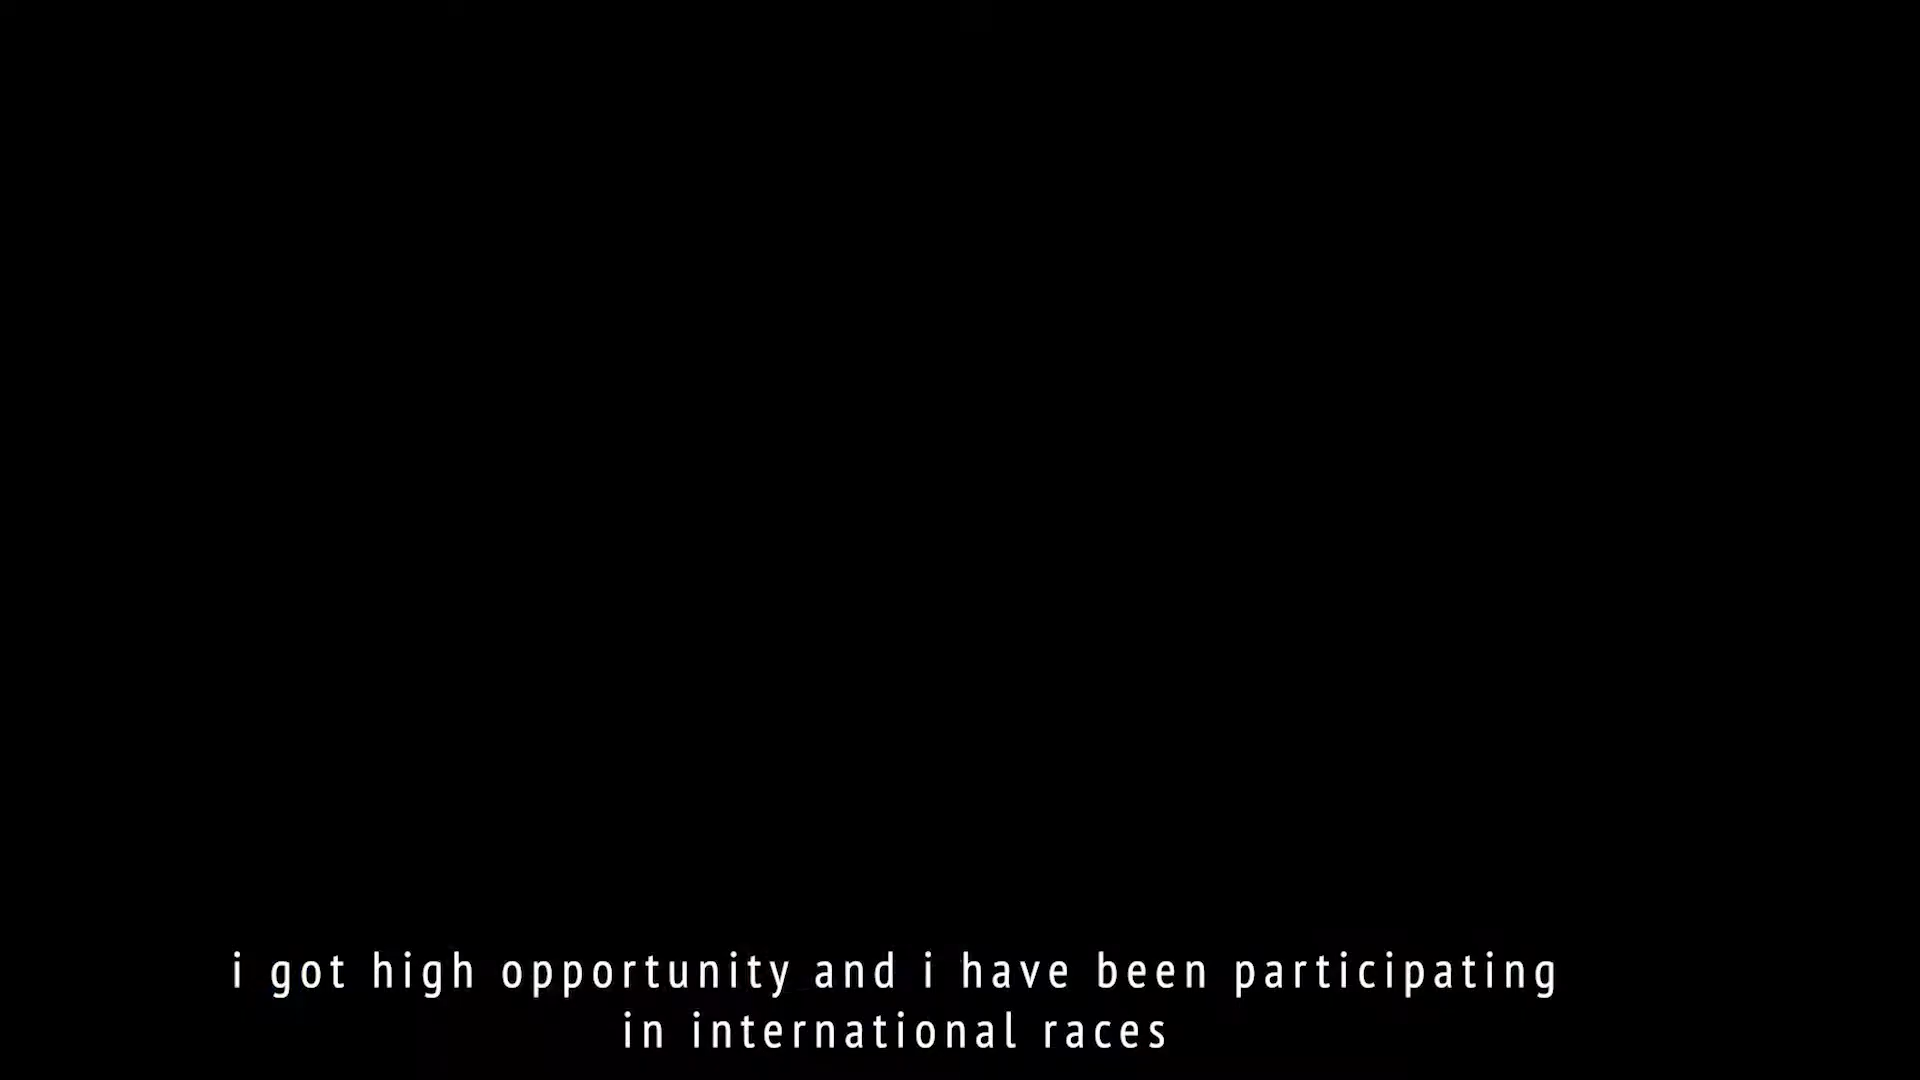 i got high opportunity and i have been participating
in international races